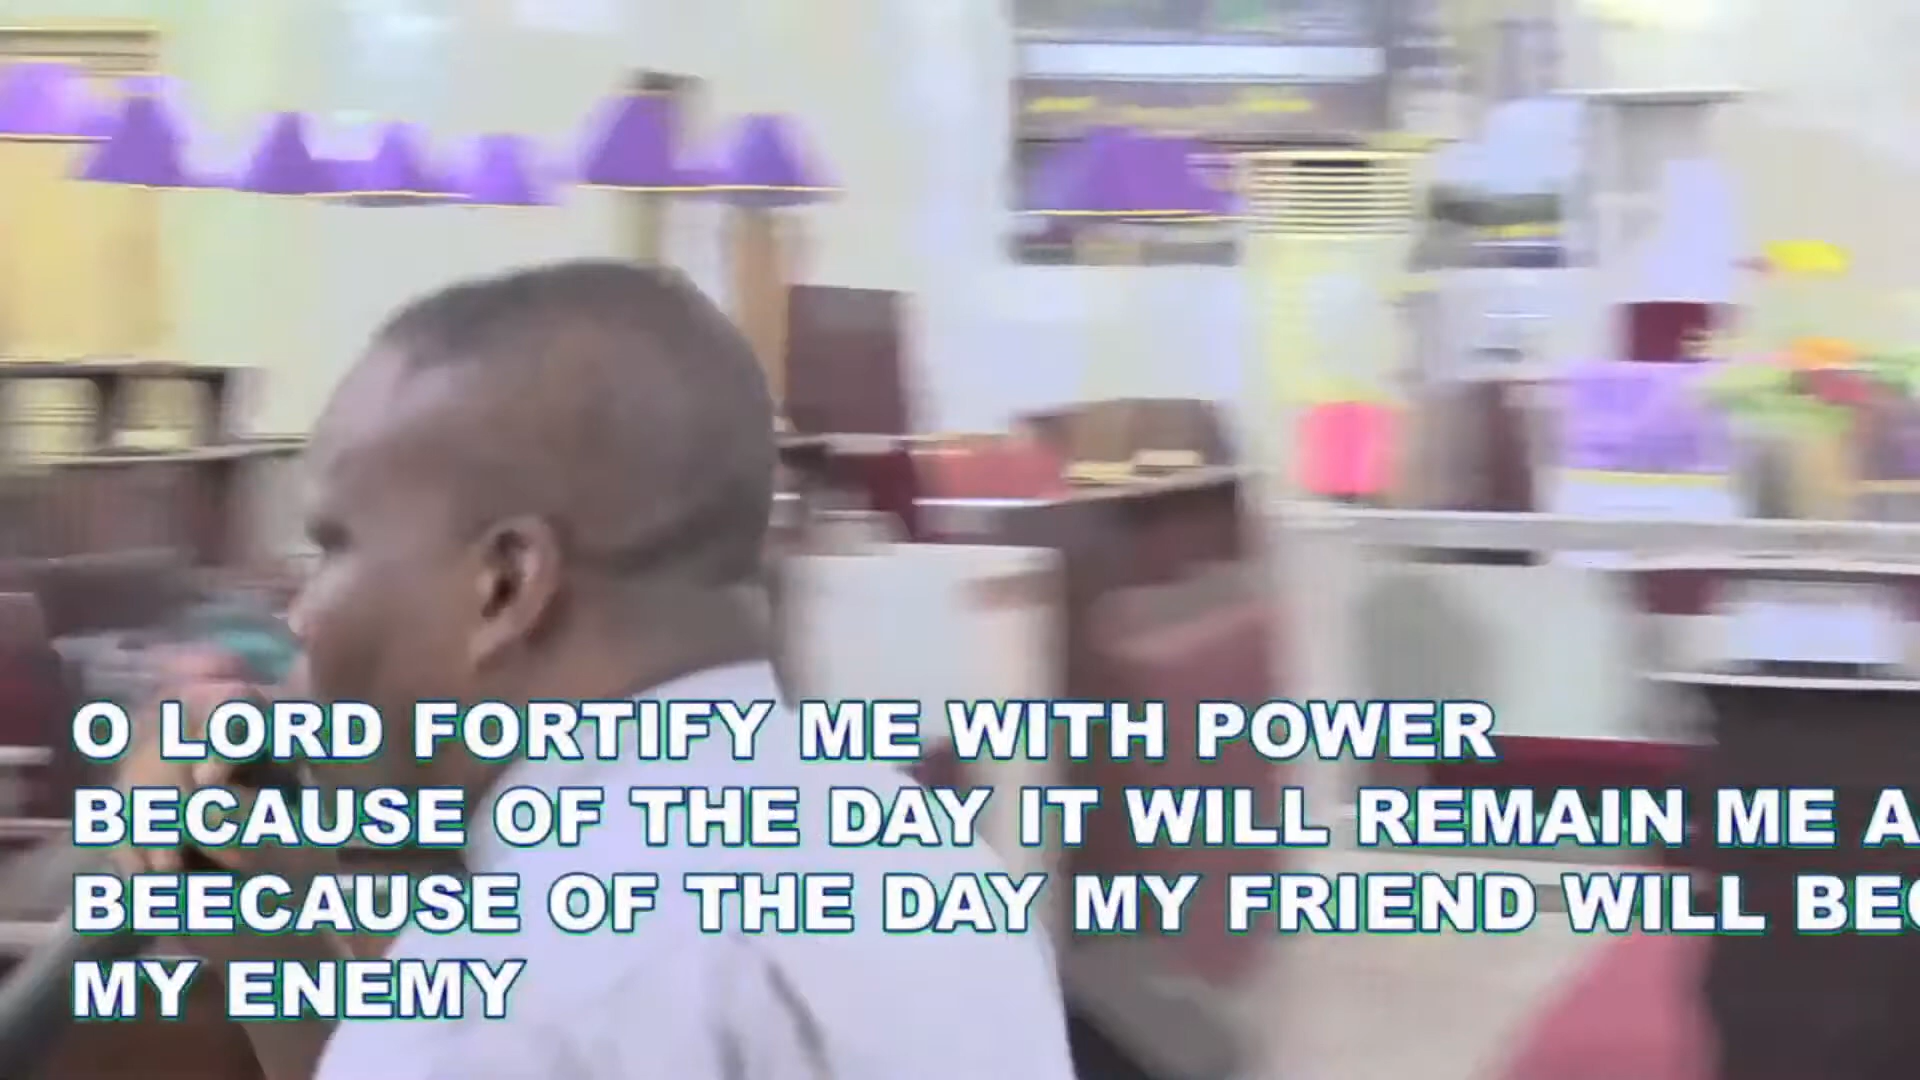 O LORD FORTIFY ME WITH POWER
BECAUSE OF THE DAY IT WILL REMAIN ME A
BEECAUSE OF THE DAY MY FRIEND WILL BEC
MY ENEMY